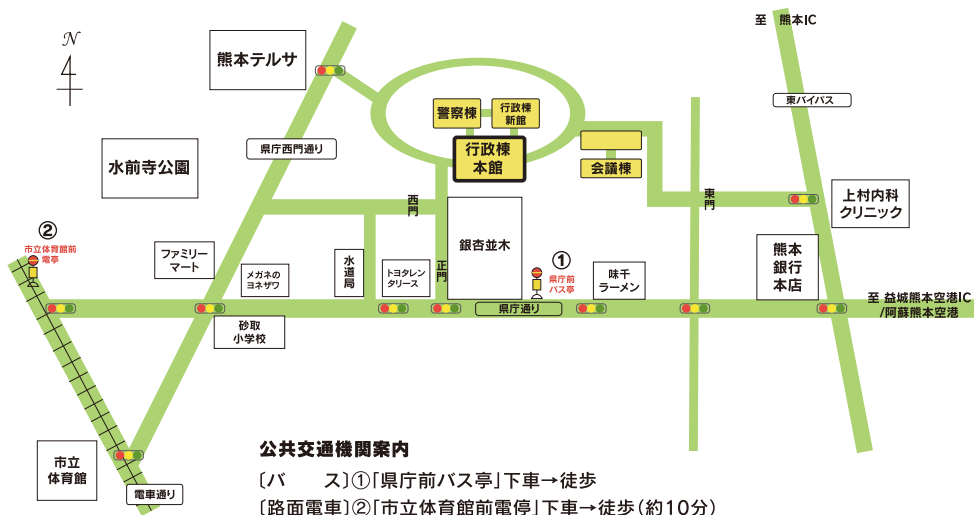 N
至 熊本IC
熊本テルサ
東バイパス
警察棟
行政棟
新館
県庁西門通り
行政棟
本館
水前寺公園
会議棟
上村内科
クリニック
西門
東門
②
市立体育館前
電亭
ファミリー
マート
銀杏並木
①
県庁前
バス亭
熊本
銀行
本店
メガネの
ヨネザワ
水道局
トヨタレン
タリース
正門
味千
ラーメン
県庁通り
至 益城熊本空港IC
/阿蘇熊本空港
砂取
小学校
市立
体育館
電車通り
公共交通機関案内
〔バ　ス〕①「県庁前バス亭」下車→徒歩
〔路面電車〕②「市立体育館前電停」下車→徒歩(約10分)